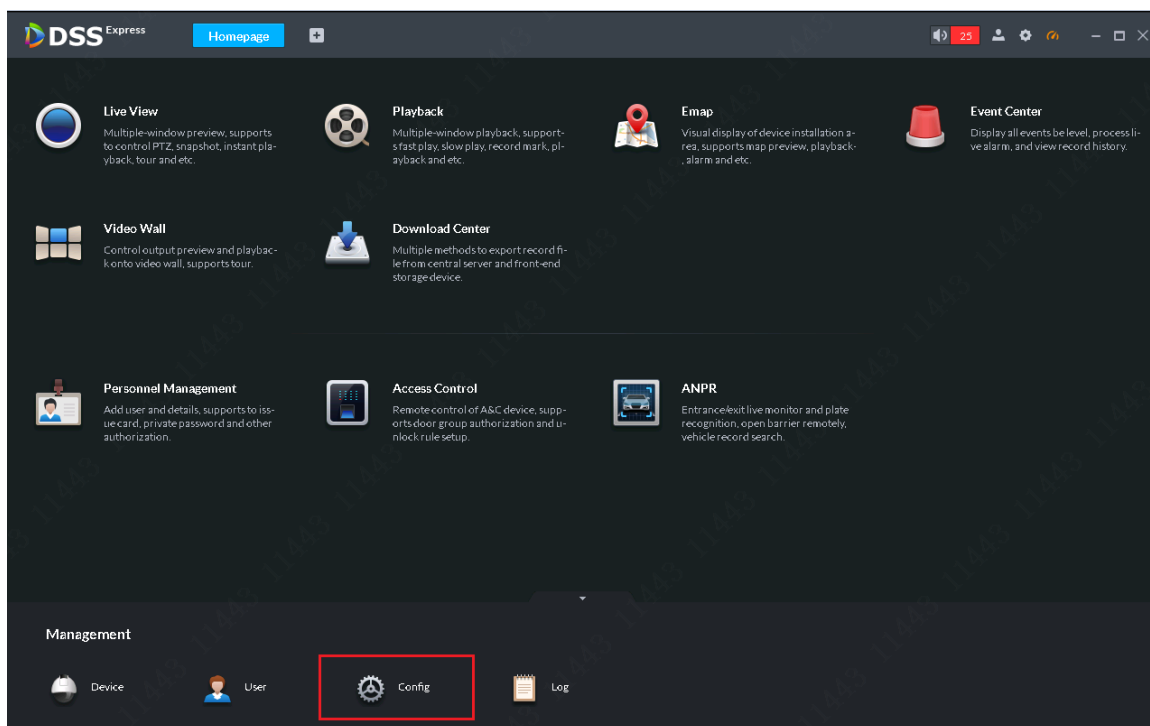 DSS Express
Homepage
25
Live View
Multiple-window preview, supports
to control PTZ, snapshot, instant pla-
yback, tour and etc.
Playback
Multiple-window playback, support-
s fast play, slow play, record mark, pl-
ayback and etc.
Emap
Visual display of device installation a-
rea, supports map preview, playback-
, alarm and etc.
Event Center
Display all events be level, process li-
ve alarm, and view record history.
Video Wall
Control output preview and playbac-
k onto video wall, supports tour.
Download Center
Multiple methods to export record fi-
le from central server and front-end
storage device.
Personnel Management
Add user and details, supports to iss-
ue card, private password and other
authorization.
Access Control
Remote control of A&C device, supp-
orts door group authorization and u-
nlock rule setup.
ANPR
Entrance/exit live monitor and plate
recognition, open barrier remotely,
vehicle record search.
Management
Device
User
Config
Log